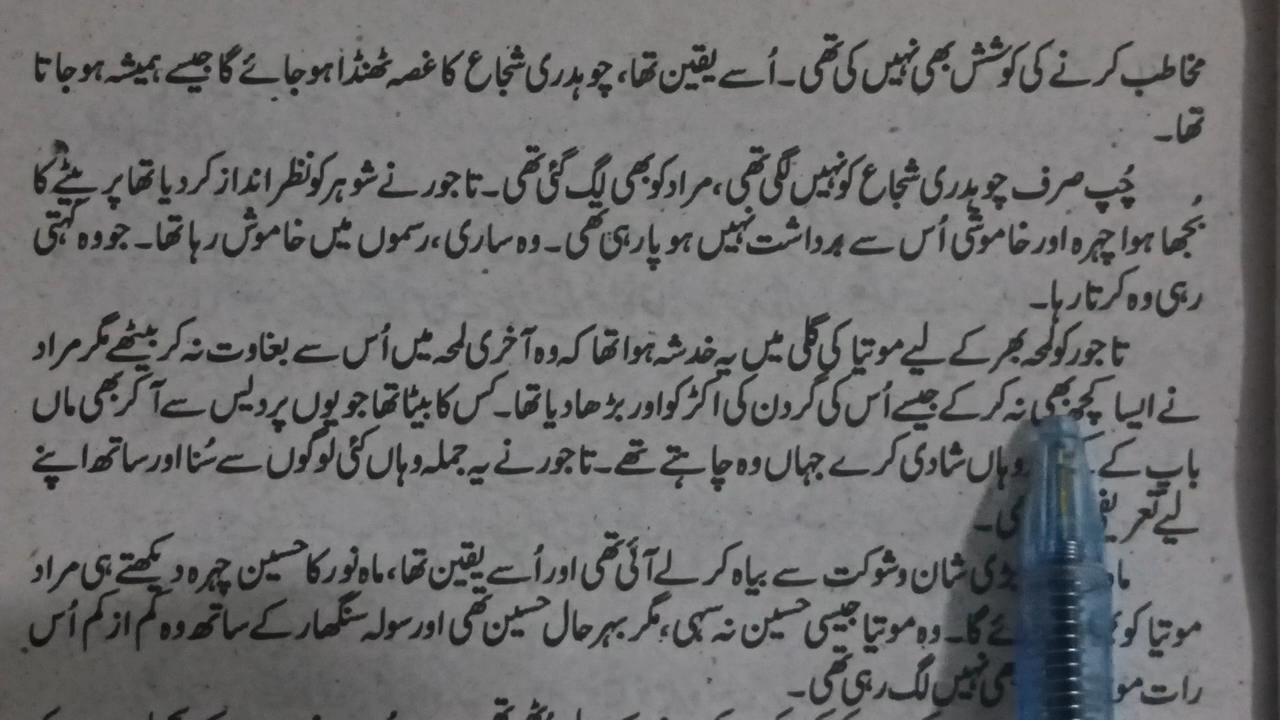 مخاطب کرنے کی کوشش بھی نہیں کی تھی۔ اُسے یقین تھا، چوہدری شجاع کا غصہ ٹھنڈا ہوجائے گا جیسے ہمیشہ ہوجاتا
تھا۔
چُپ صرف چوہدری شجاع کو نہیں لگی تھی، مراد کو بھی لگ گئی تھی۔ تاجور نے شوہر کو نظر انداز کردیا تھا پر بیٹے کا
بُجھا ہوا چہرہ اور خاموشی اُس سے برداشت نہیں ہو پارہی تھی۔ وہ ساری، رسموں میں خاموش رہا تھا۔ جو وہ کہتی
رہی وہ کرتا رہا۔
تاجور کو لمحہ بھر کے لیے موتیا کی گلی میں یہ خدشہ ہوا تھا کہ وہ آخری لمحہ میں اُس سے بغاوت نہ کر بیٹھے مگر مراد
نے ایسا کچھ بھی نہ کر کے جیسے اُس کی گردن کی اکڑ کو اور بڑھا دیا تھا۔ کس کا بیٹا تھا جو یوں پردیس سے آ کر بھی ماں
باپ کے وہاں شادی کرے جہاں وہ چاہتے تھے۔ تاجور نے یہ جملہ وہاں کئی لوگوں سے سُنا اور ساتھ اپنے
لیے
شان و شوکت سے بیاہ کر لے آئی تھی اور اُسے یقین تھا، ماہ نور کا حسین چہرہ دیکھتے ہی مراد
موتیا کو گا۔ وہ موتیا جیسی حسین نہ سہی، مگر بہر حال حسین تھی اور سولہ سنگھار کے ساتھ وہ کم از کم اُس
رات نہیں لگ رہی تھی۔